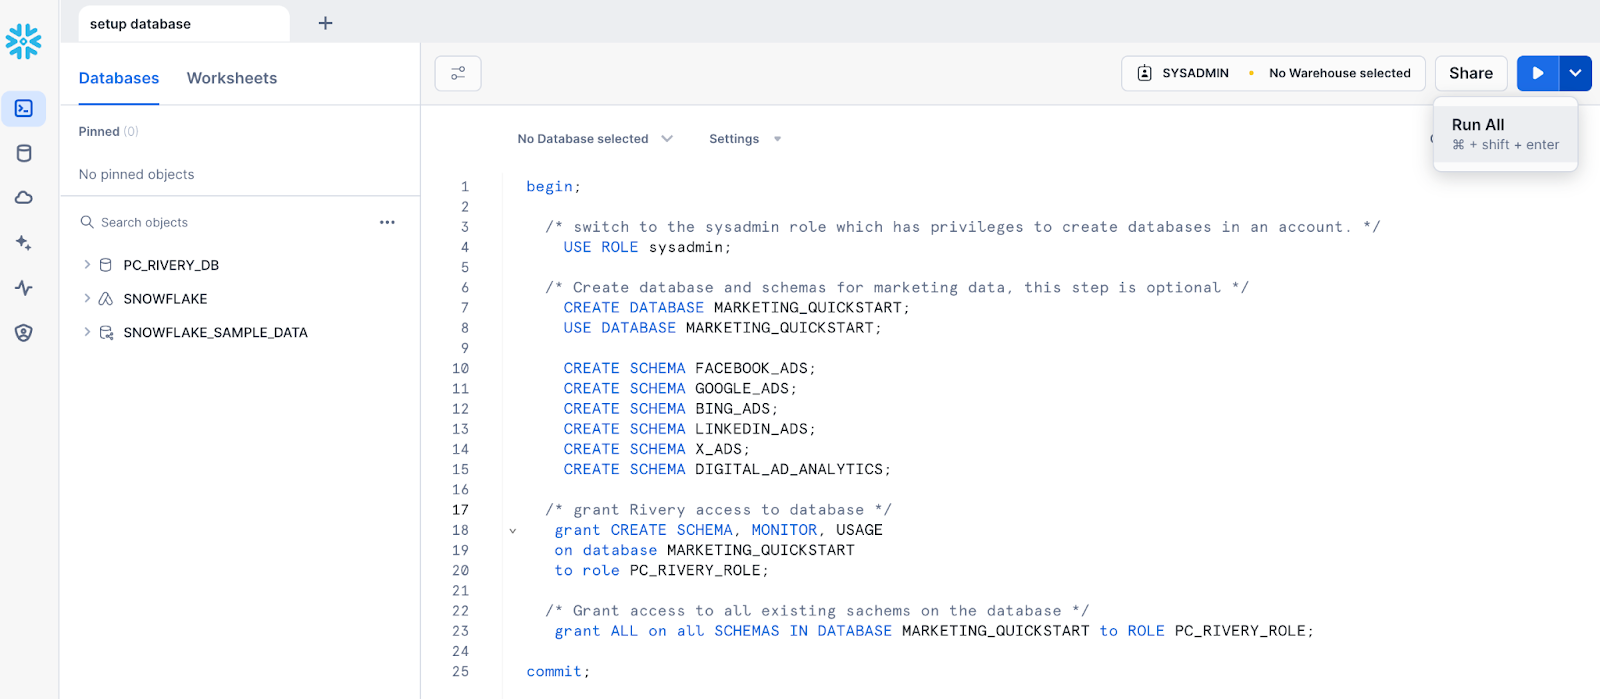 setup database
Databases Worksheets
Pinned (0)
No pinned objects
Search objects
PC_RIVERY_DB
SNOWFLAKE
SNOWFLAKE_SAMPLE_DATA
SYSADMIN • No Warehouse selected
Share
Run All
⌘ + shift + enter
No Database selected Settings
1 begin;
2
3 /* switch to the sysadmin role which has privileges to create databases in an account. */
4 USE ROLE sysadmin;
5
6 /* Create database and schemas for marketing data, this step is optional */
7 CREATE DATABASE MARKETING_QUICKSTART;
8 USE DATABASE MARKETING_QUICKSTART;
9
10 CREATE SCHEMA FACEBOOK_ADS;
11 CREATE SCHEMA GOOGLE_ADS;
12 CREATE SCHEMA BING_ADS;
13 CREATE SCHEMA LINKEDIN_ADS;
14 CREATE SCHEMA X_ADS;
15 CREATE SCHEMA DIGITAL_AD_ANALYTICS;
16
17 /* grant Rivery access to database */
18 grant CREATE SCHEMA, MONITOR, USAGE
19 on database MARKETING_QUICKSTART
20 to role PC_RIVERY_ROLE;
21
22 /* Grant access to all existing sachems on the database */
23 grant ALL on all SCHEMAS IN DATABASE MARKETING_QUICKSTART to ROLE PC_RIVERY_ROLE;
24
25 commit;